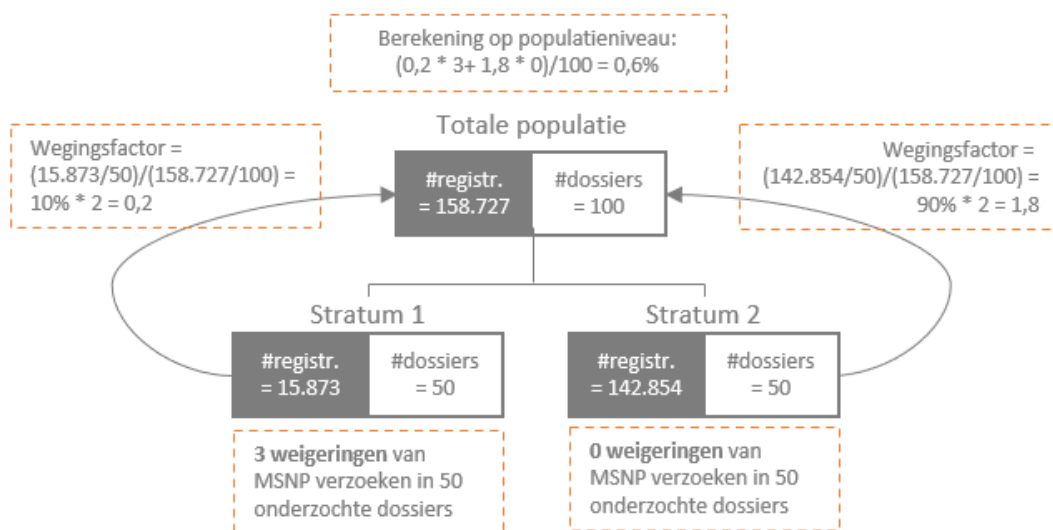 Berekening op populatieniveau:
(0,2 * 3+ 1,8 * 0)/100 = 0,6%
Totale populatie
Wegingsfactor =
(15.873/50)/(158.727/100) =
10% * 2 = 0,2
#registr.
= 158.727
#dossiers
= 100
Wegingsfactor =
(142.854/50)/(158.727/100) =
90% * 2 = 1,8
Stratum 1
#registr.
= 15.873
#dossiers
= 50
Stratum 2
#registr.
= 142.854
#dossiers
= 50
3 weigeringen van
MSNP verzoeken in 50
onderzochte dossiers
0 weigeringen van
MSNP verzoeken in 50
onderzochte dossiers